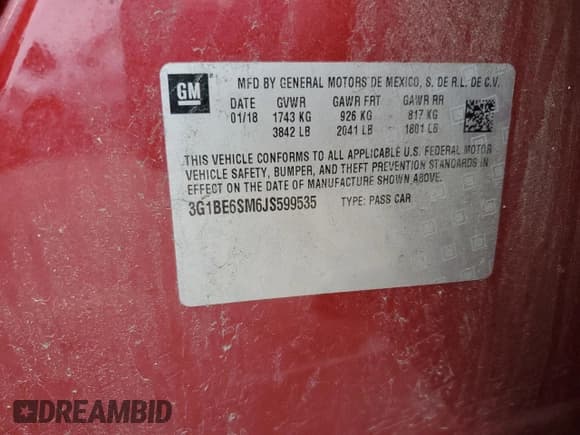 GM
MFD BY GENERAL MOTORS DE MEXICO, S. DE R.L. DE C.V.
DATE GVWR GAWR FRT GAWR RR
01/18 1743 KG 926 KG 817 KG
3842 LB 2041 LB 1801 LB
THIS VEHICLE CONFORMS TO ALL APPLICABLE U.S. FEDERAL MOTOR
VEHICLE SAFETY, BUMPER, AND THEFT PREVENTION STANDARDS IN
EFFECT ON THE DATE OF MANUFACTURE SHOWN ABOVE.
3G1BE6SM6JS599535 TYPE: PASS CAR
DREAMBID